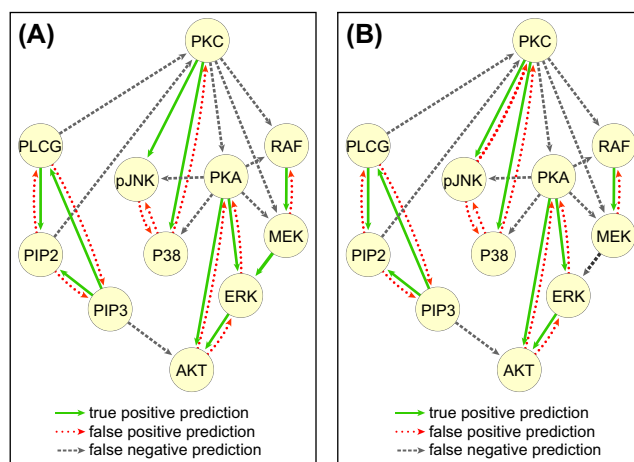 (A)
PKC
PLCG
RAF
pJNK
PKA
MEK
PIP2
P38
ERK
PIP3
AKT
true positive prediction
false positive prediction
false negative prediction
(B)
PKC
PLCG
RAF
pJNK
PKA
MEK
PIP2
P38
ERK
PIP3
AKT
true positive prediction
false positive prediction
false negative prediction